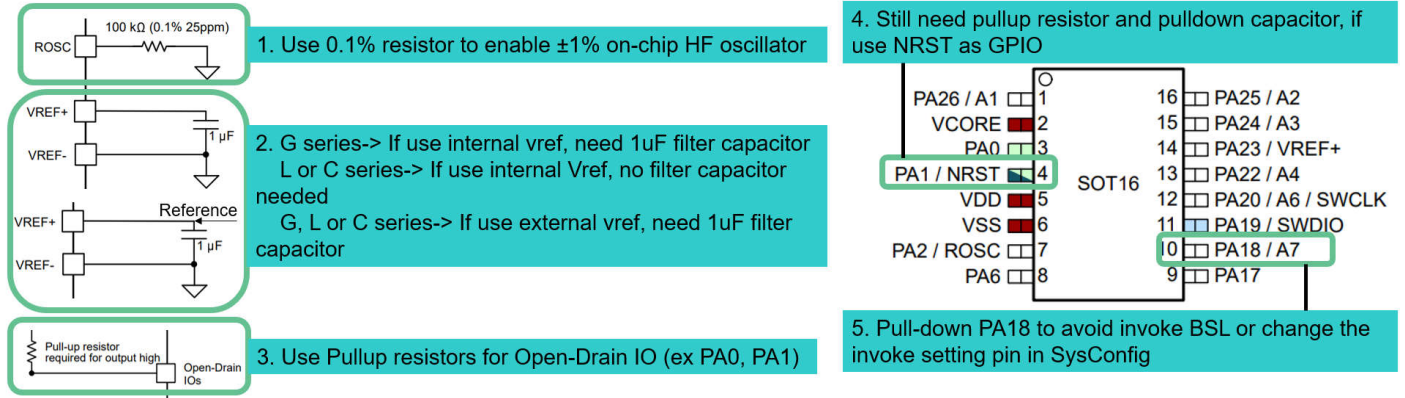 100 kΩ (0.1% 25ppm)
ROSC
1. Use 0.1% resistor to enable ±1% on-chip HF oscillator
VREF+
1 μF
VREF-
VREF+
Reference
1 μF
VREF-
2. G series-> If use internal vref, need 1uF filter capacitor
L or C series-> If use internal Vref, no filter capacitor
needed
G, L or C series-> If use external vref, need 1uF filter
capacitor
Pull-up resistor
required for output high
Open-Drain
IOs
3. Use Pullup resistors for Open-Drain IO (ex PA0, PA1)
4. Still need pullup resistor and pulldown capacitor, if
use NRST as GPIO
PA26 / A1 1
VCORE 2
PA0 3
PA1 / NRST 4
VDD 5
VSS 6
PA2 / ROSC 7
PA6 8
SOT16
16 PA25 / A2
15 PA24 / A3
14 PA23 / VREF+
13 PA22 / A4
12 PA20 / A6 / SWCLK
11 PA19 / SWDIO
10 PA18 / A7
9 PA17
5. Pull-down PA18 to avoid invoke BSL or change the
invoke setting pin in SysConfig